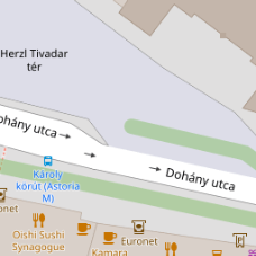 Herzl Tivadar
tér
Dohány utca
Dohány utca
Károly
körút (Astoria
M)
Oishi Sushi
Synagogue
Euronet
Kamara